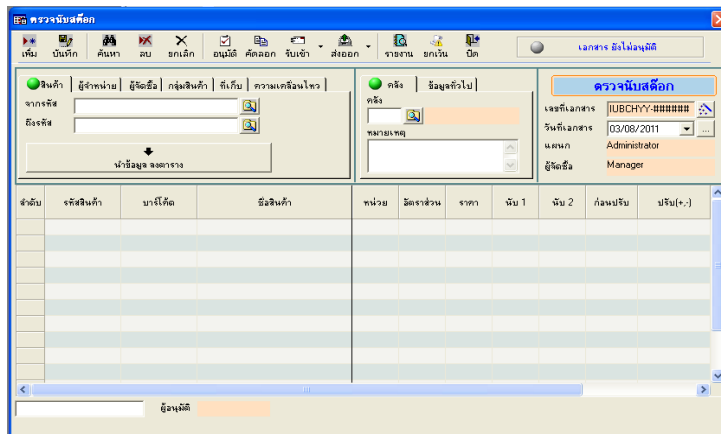 ตรวจนับสต๊อก
เพิ่ม บันทึก ค้นหา ลบ ยกเลิก อนุมัติ คัดลอก รับเข้า ส่งออก รายงาน ยกเว้น ปิด เอกสาร ยังไม่อนุมัติ
สินค้า ผู้จำหน่าย ผู้จัดซื้อ กลุ่มสินค้า ที่เก็บ ความเคลื่อนไหว
จากรหัส
ถึงรหัส
นำข้อมูล ลงตาราง
คลัง ข้อมูลทั่วไป
คลัง
หมายเหตุ
ตรวจนับสต๊อก
เลขที่เอกสาร IUBCHYY-######
วันที่เอกสาร 03/08/2011 ...
แผนก Administrator
ผู้จัดซื้อ Manager
ลำดับ รหัสสินค้า บาร์โค้ด ชื่อสินค้า หน่วย อัตราส่วน ราคา นับ 1 นับ 2 ก่อนปรับ ปรับ(+,-)
ผู้อนุมัติ